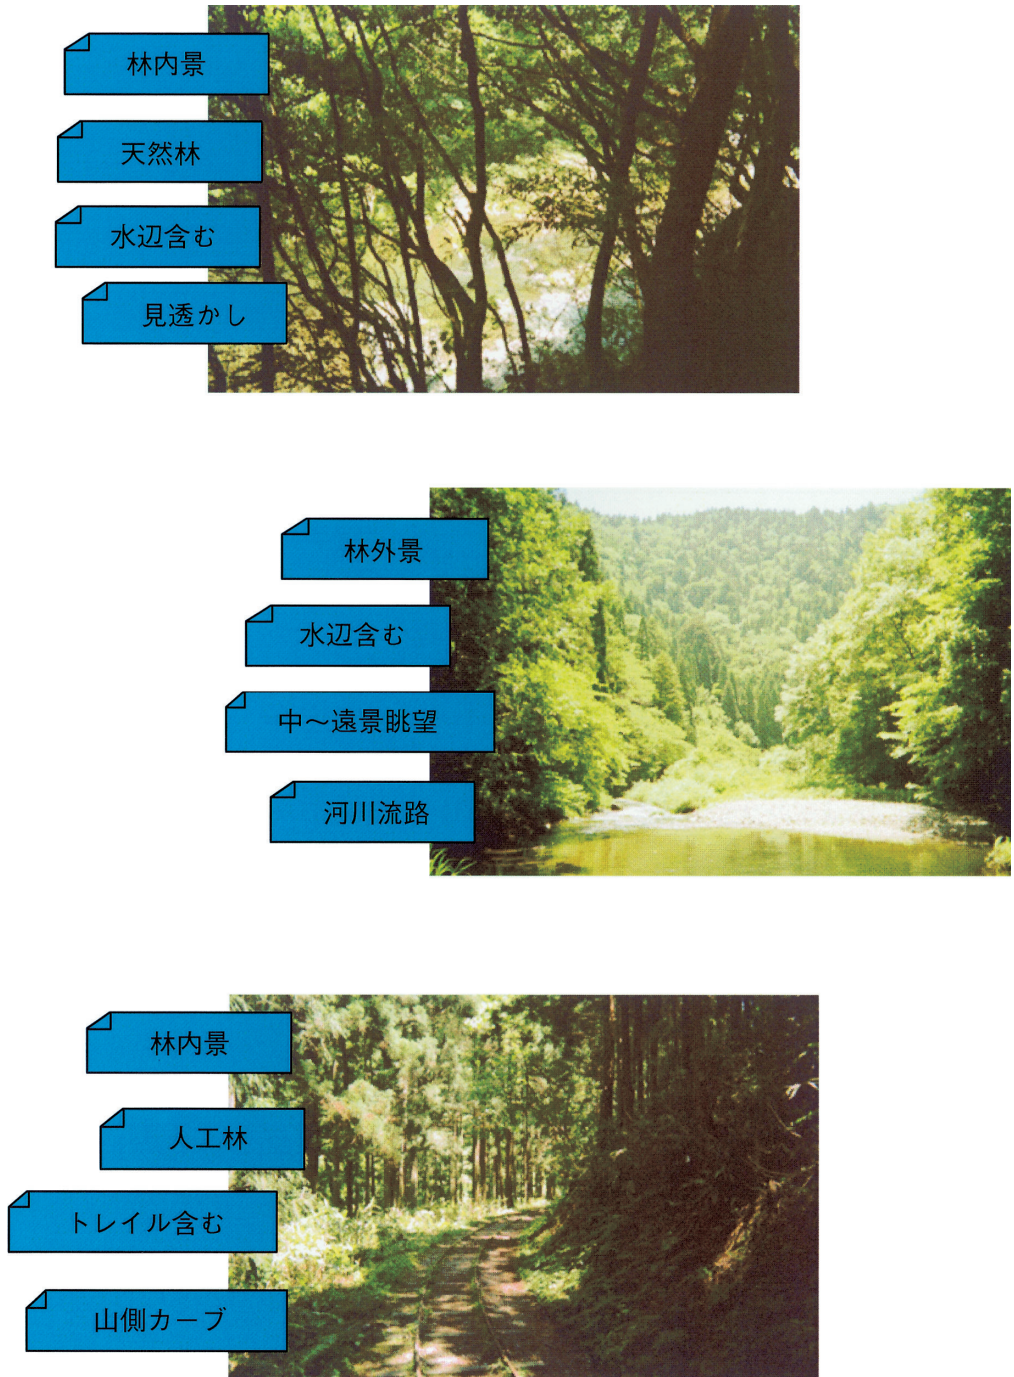 林内景
天然林
水辺含む
見透かし
林外景
水辺含む
中～遠景眺望
河川流路
林内景
人工林
トレイル含む
山側カーブ